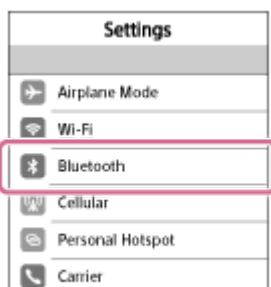 Settings
Airplane Mode
Wi-Fi
Bluetooth
Cellular
Personal Hotspot
Carrier